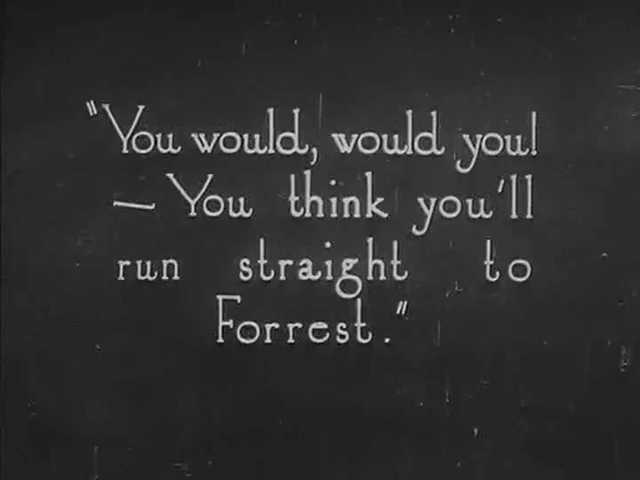 "You would, would you!
— You think you'll
run straight to
Forrest."